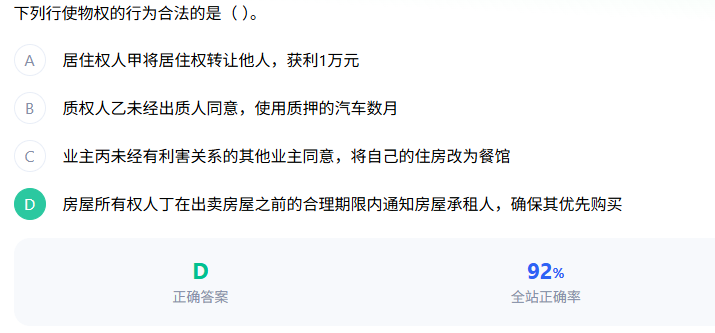 下列行使物权的行为合法的是（ ）。
A 居住权人甲将居住权转让他人，获利1万元
B 质权人乙未经出质人同意，使用质押的汽车数月
C 业主丙未经有利害关系的其他业主同意，将自己的住房改为餐馆
D 房屋所有权人丁在出卖房屋之前的合理期限内通知房屋承租人，确保其优先购买
D 92%
正确答案 全站正确率